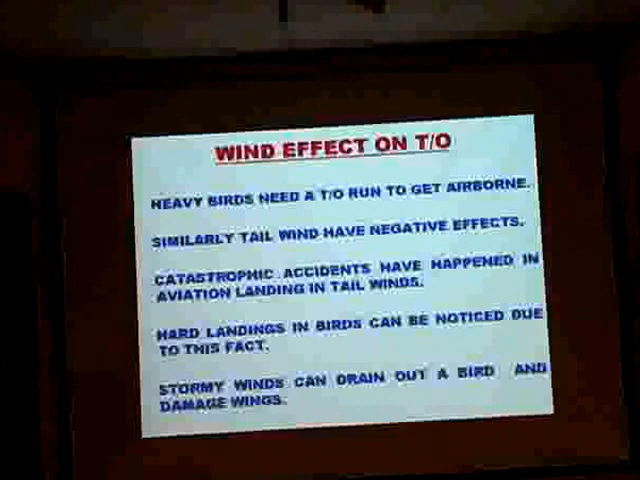 WIND EFFECT ON T/O
HEAVY BIRDS NEED A T/O RUN TO GET AIRBORNE.
SIMILARLY TAIL WIND HAVE NEGATIVE EFFECTS.
CATASTROPHIC ACCIDENTS HAVE HAPPENED IN
AVIATION LANDING IN TAIL WINDS.
HARD LANDINGS IN BIRDS CAN BE NOTICED DUE
TO THIS FACT.
STORMY WINDS CAN DRAIN OUT A BIRD AND
DAMAGE WINGS.